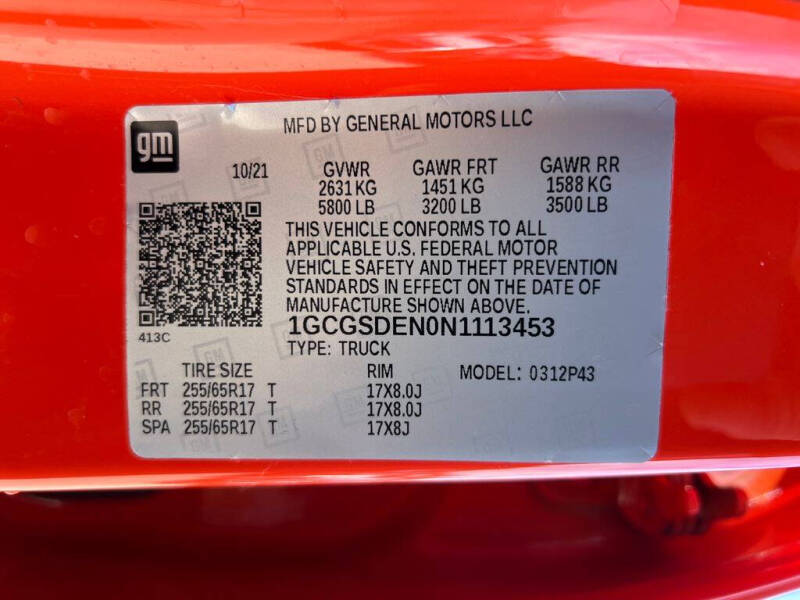 gm
MFD BY GENERAL MOTORS LLC
10/21 GVWR GAWR FRT GAWR RR
2631 KG 1451 KG 1588 KG
5800 LB 3200 LB 3500 LB
THIS VEHICLE CONFORMS TO ALL
APPLICABLE U.S. FEDERAL MOTOR
VEHICLE SAFETY AND THEFT PREVENTION
STANDARDS IN EFFECT ON THE DATE OF
MANUFACTURE SHOWN ABOVE.
1GCGSDEN0N1113453
413C
TYPE: TRUCK
TIRE SIZE RIM MODEL: 0312P43
FRT 255/65R17 T 17X8.0J
RR 255/65R17 T 17X8.0J
SPA 255/65R17 T 17X8J